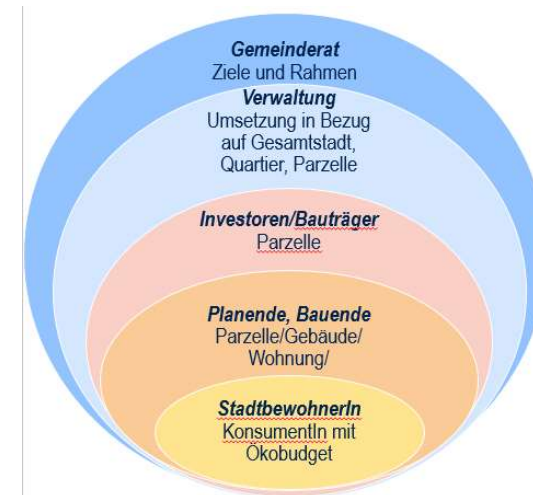 Gemeinderat
Ziele und Rahmen
Verwaltung
Umsetzung in Bezug
auf Gesamtstadt,
Quartier, Parzelle
Investoren/Bauträger
Parzelle
Planende, Bauende
Parzelle/Gebäude/
Wohnung/
StadtbewohnerIn
KonsumentIn mit
Ökobudget